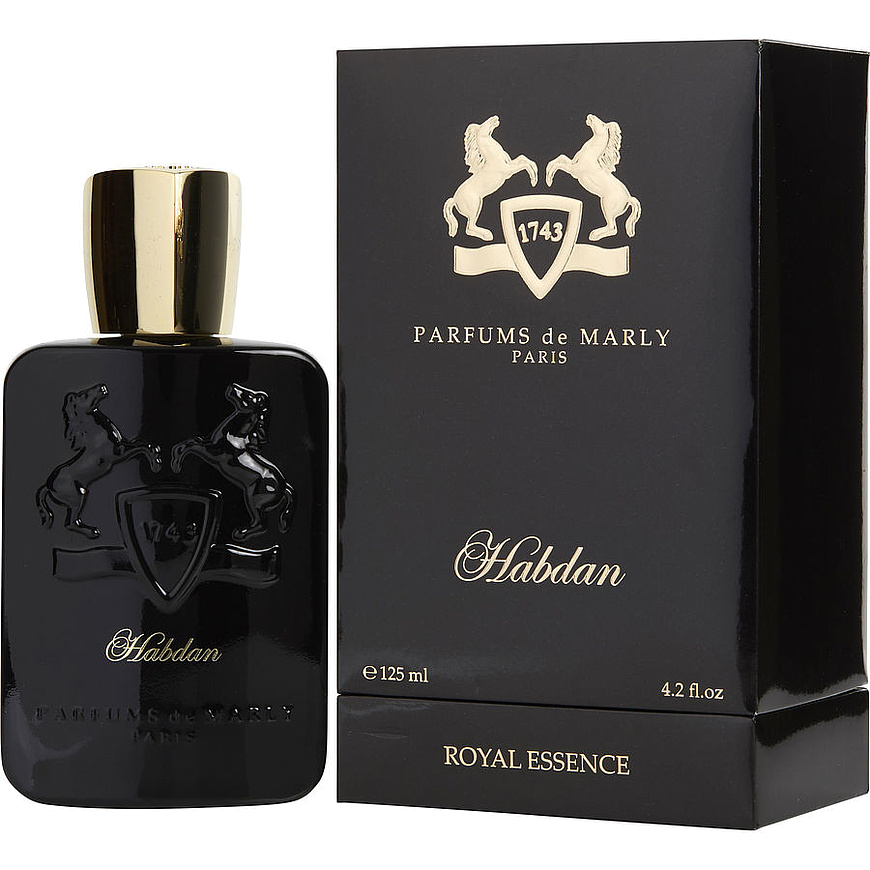 1743
Habdan
PARFUMS de MARLY
PARIS
1743
PARFUMS de MARLY
PARIS
Habdan
℮125 ml
4.2 fl.oz
ROYAL ESSENCE